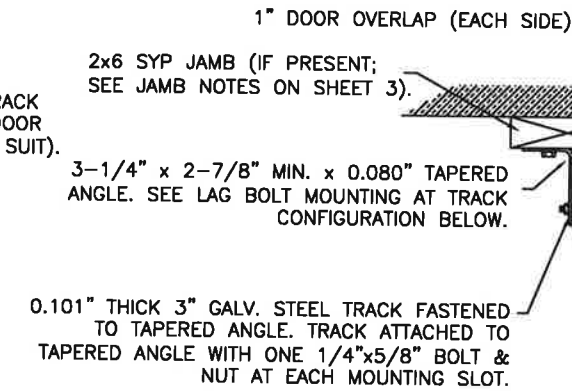 1" DOOR OVERLAP (EACH SIDE)
2x6 SYP JAMB (IF PRESENT;
SEE JAMB NOTES ON SHEET 3).
DOOR
SUIT).
3-1/4" x 2-7/8" MIN. x 0.080" TAPERED
ANGLE. SEE LAG BOLT MOUNTING AT TRACK
CONFIGURATION BELOW.
0.101" THICK 3" GALV. STEEL TRACK FASTENED
TO TAPERED ANGLE. TRACK ATTACHED TO
TAPERED ANGLE WITH ONE 1/4"x5/8" BOLT &
NUT AT EACH MOUNTING SLOT.